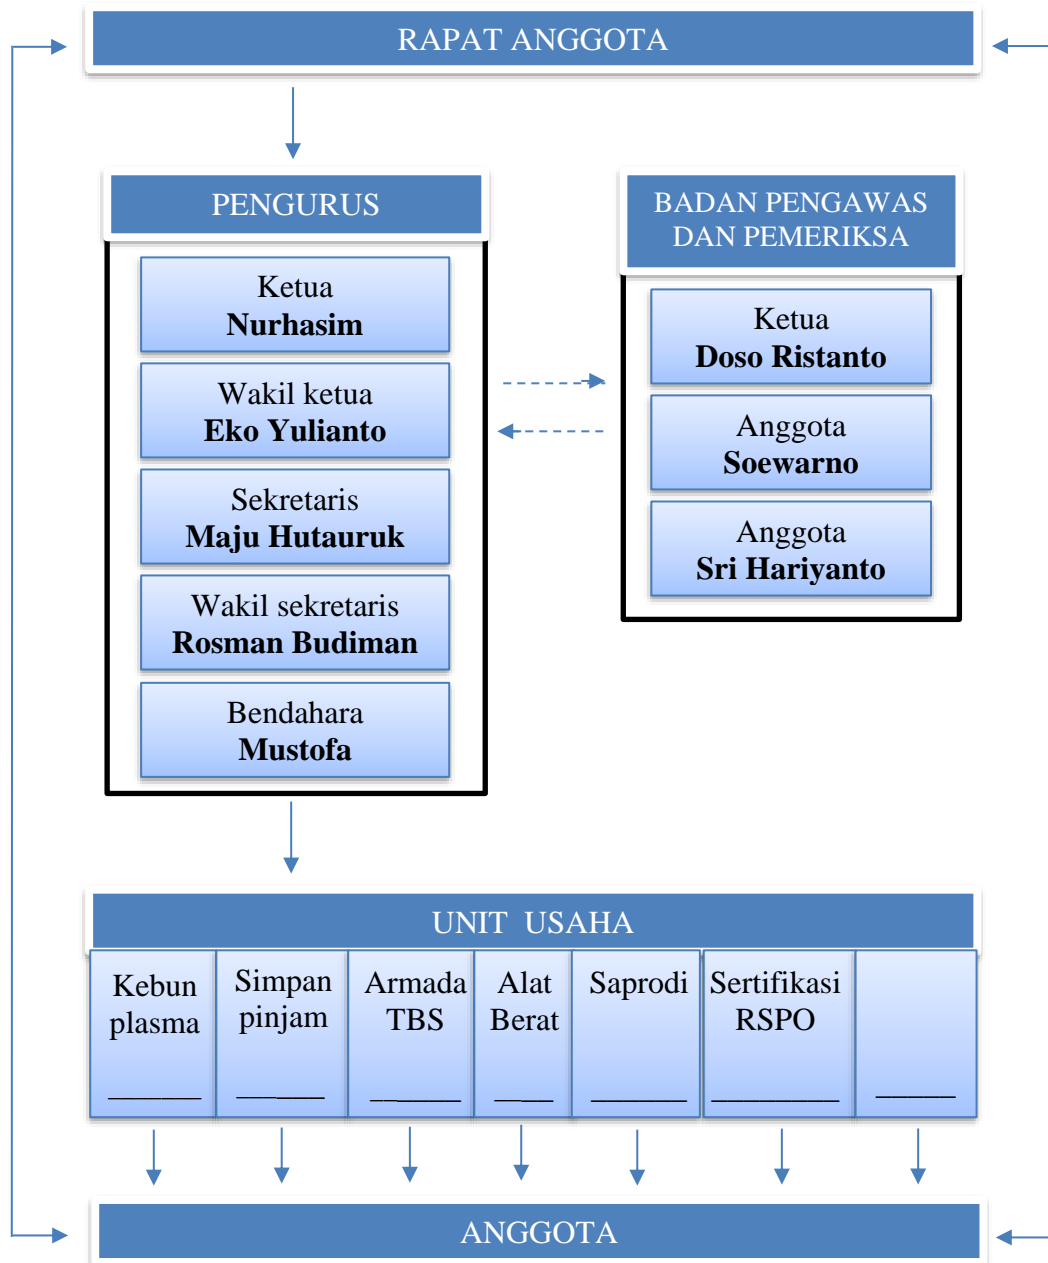 RAPAT ANGGOTA
PENGURUS
Ketua
Nurhasim
Wakil ketua
Eko Yulianto
Sekretaris
Maju Hutauruk
Wakil sekretaris
Rosman Budiman
Bendahara
Mustofa
BADAN PENGAWAS
DAN PEMERIKSA
Ketua
Doso Ristanto
Anggota
Soewarno
Anggota
Sri Hariyanto
UNIT USAHA
Kebun
plasma
Simpan
pinjam
Armada
TBS
Alat
Berat
Saprodi
Sertifikasi
RSPO
ANGGOTA